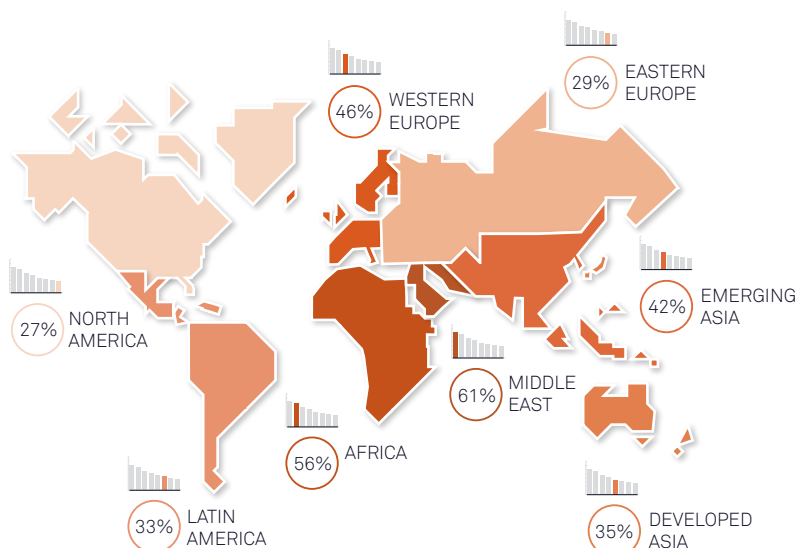 29%
EASTERN
EUROPE
46%
WESTERN
EUROPE
27%
NORTH
AMERICA
42%
EMERGING
ASIA
61%
MIDDLE
EAST
56%
AFRICA
33%
LATIN
AMERICA
35%
DEVELOPED
ASIA